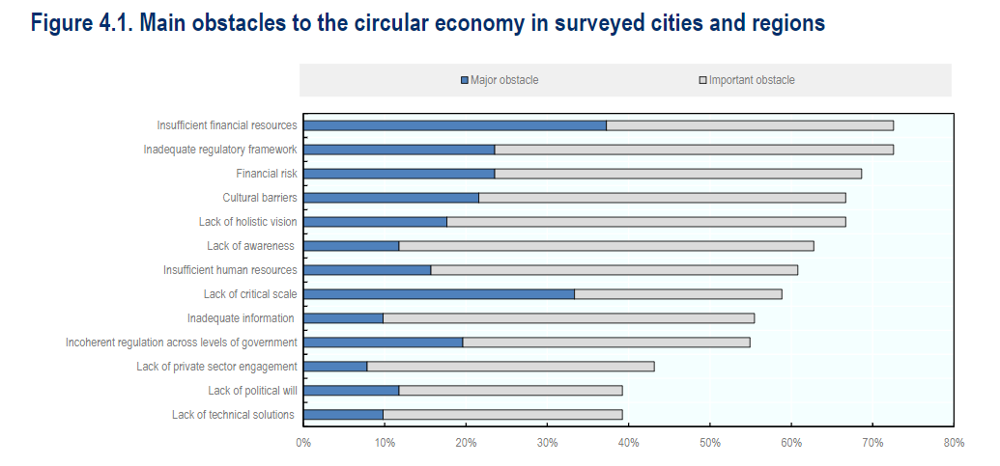 Figure 4.1. Main obstacles to the circular economy in surveyed cities and regions
Major obstacle
Important obstacle
Insufficient financial resources
Inadequate regulatory framework
Financial risk
Cultural barriers
Lack of holistic vision
Lack of awareness
Insufficient human resources
Lack of critical scale
Inadequate information
Incoherent regulation across levels of government
Lack of private sector engagement
Lack of political will
Lack of technical solutions
0% 10% 20% 30% 40% 50% 60% 70% 80%